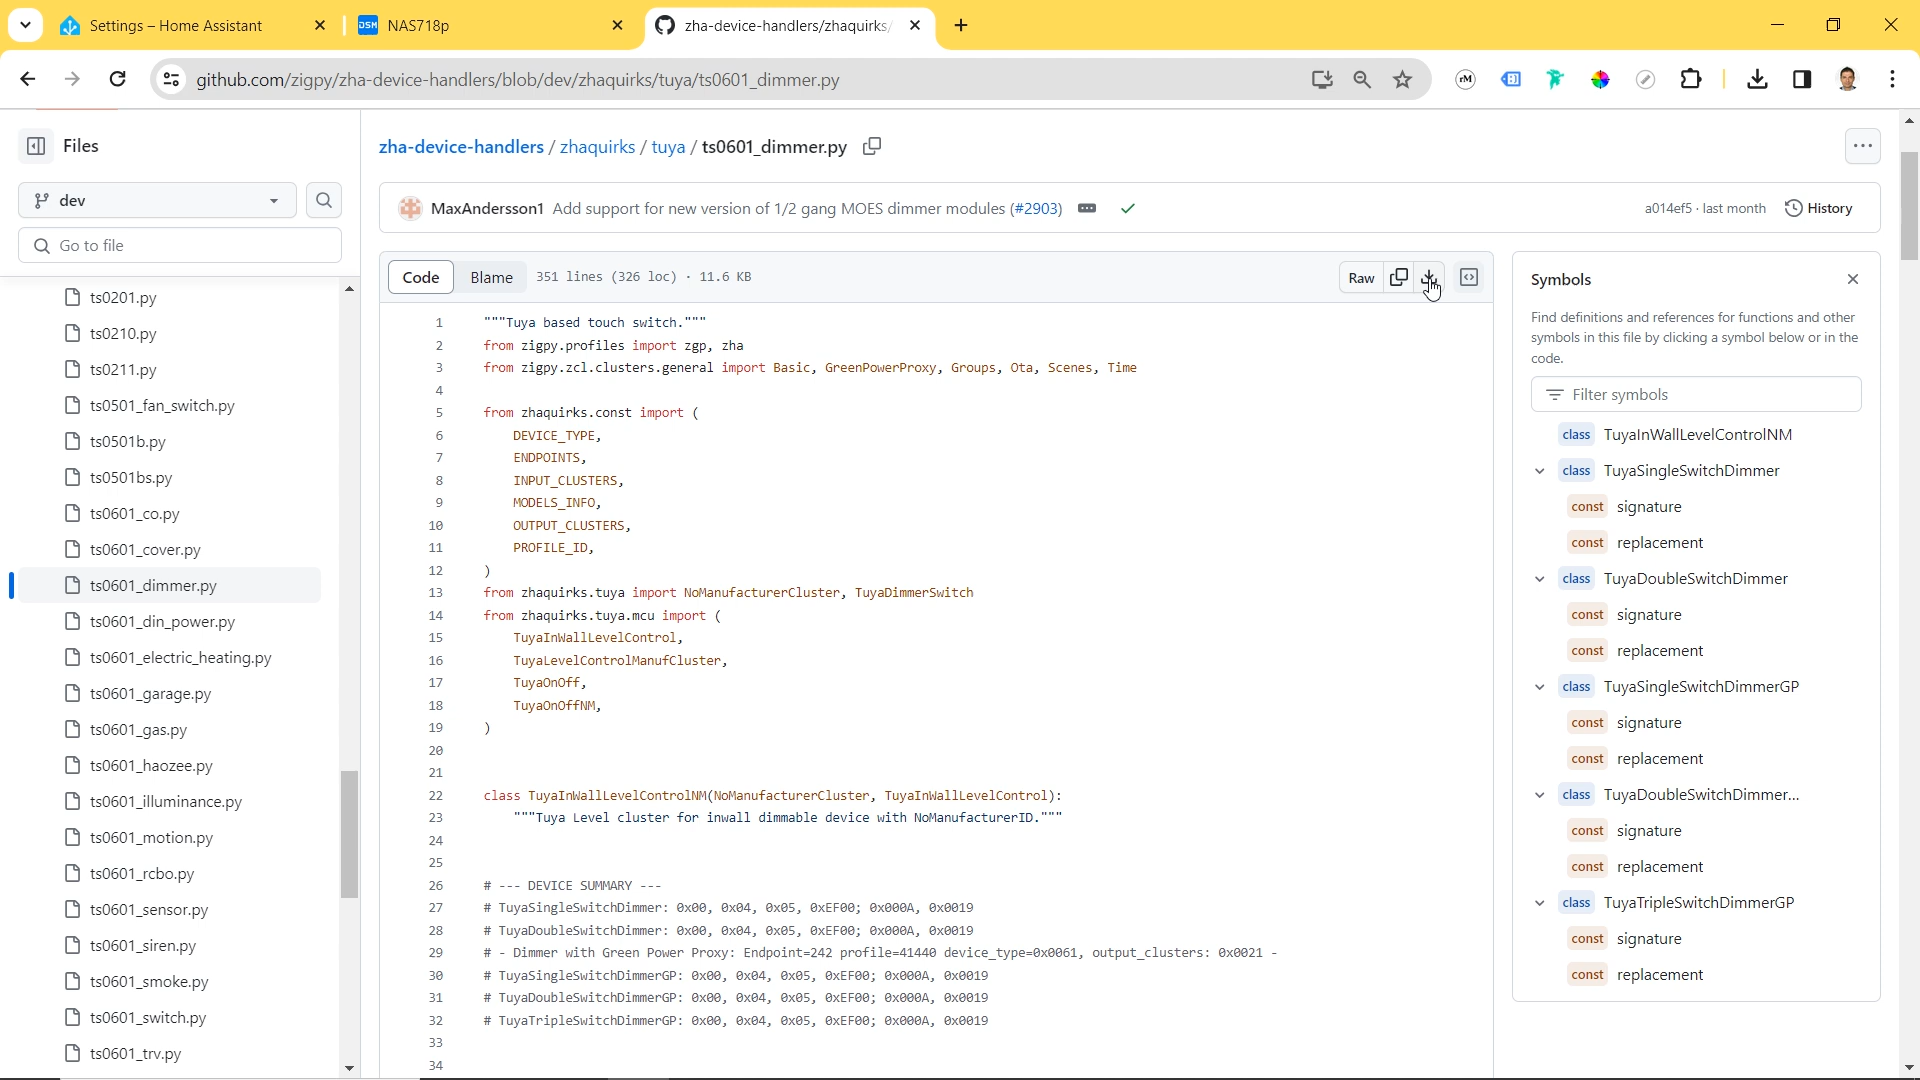 Settings – Home Assistant
DSM NAS718p
zha-device-handlers/zhaquirks/
github.com/zigpy/zha-device-handlers/blob/dev/zhaquirks/tuya/ts0601_dimmer.py
rM
Files
dev
Go to file
ts0201.py
ts0210.py
ts0211.py
ts0501_fan_switch.py
ts0501b.py
ts0501bs.py
ts0601_co.py
ts0601_cover.py
ts0601_dimmer.py
ts0601_din_power.py
ts0601_electric_heating.py
ts0601_garage.py
ts0601_gas.py
ts0601_haozee.py
ts0601_illuminance.py
ts0601_motion.py
ts0601_rcbo.py
ts0601_sensor.py
ts0601_siren.py
ts0601_smoke.py
ts0601_switch.py
ts0601_trv.py
zha-device-handlers / zhaquirks / tuya / ts0601_dimmer.py
MaxAndersson1 Add support for new version of 1/2 gang MOES dimmer modules (#2903)
a014ef5 · last month
History
Code
Blame
351 lines (326 loc) · 11.6 KB
Raw
1 """Tuya based touch switch."""
2 from zigpy.profiles import zgp, zha
3 from zigpy.zcl.clusters.general import Basic, GreenPowerProxy, Groups, Ota, Scenes, Time
4
5 from zhaquirks.const import (
6 DEVICE_TYPE,
7 ENDPOINTS,
8 INPUT_CLUSTERS,
9 MODELS_INFO,
10 OUTPUT_CLUSTERS,
11 PROFILE_ID,
12 )
13 from zhaquirks.tuya import NoManufacturerCluster, TuyaDimmerSwitch
14 from zhaquirks.tuya.mcu import (
15 TuyaInWallLevelControl,
16 TuyaLevelControlManufCluster,
17 TuyaOnOff,
18 TuyaOnOffNM,
19 )
20
21
22 class TuyaInWallLevelControlNM(NoManufacturerCluster, TuyaInWallLevelControl):
23 """Tuya Level cluster for inwall dimmable device with NoManufacturerID."""
24
25
26 # --- DEVICE SUMMARY ---
27 # TuyaSingleSwitchDimmer: 0x00, 0x04, 0x05, 0xEF00; 0x000A, 0x0019
28 # TuyaDoubleSwitchDimmer: 0x00, 0x04, 0x05, 0xEF00; 0x000A, 0x0019
29 # - Dimmer with Green Power Proxy: Endpoint=242 profile=41440 device_type=0x0061, output_clusters: 0x0021 -
30 # TuyaSingleSwitchDimmerGP: 0x00, 0x04, 0x05, 0xEF00; 0x000A, 0x0019
31 # TuyaDoubleSwitchDimmerGP: 0x00, 0x04, 0x05, 0xEF00; 0x000A, 0x0019
32 # TuyaTripleSwitchDimmerGP: 0x00, 0x04, 0x05, 0xEF00; 0x000A, 0x0019
33
34
Symbols
Find definitions and references for functions and other
symbols in this file by clicking a symbol below or in the
code.
Filter symbols
class TuyaInWallLevelControlNM
class TuyaSingleSwitchDimmer
const signature
const replacement
class TuyaDoubleSwitchDimmer
const signature
const replacement
class TuyaSingleSwitchDimmerGP
const signature
const replacement
class TuyaDoubleSwitchDimmer...
const signature
const replacement
class TuyaTripleSwitchDimmerGP
const signature
const replacement